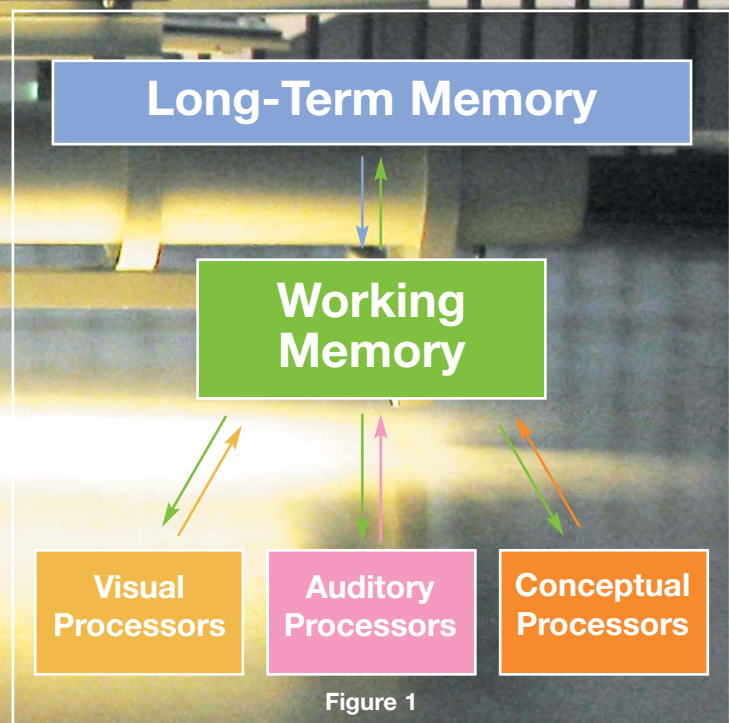 Long-Term Memory
Working
Memory
Visual
Processors
Auditory
Processors
Conceptual
Processors
Figure 1